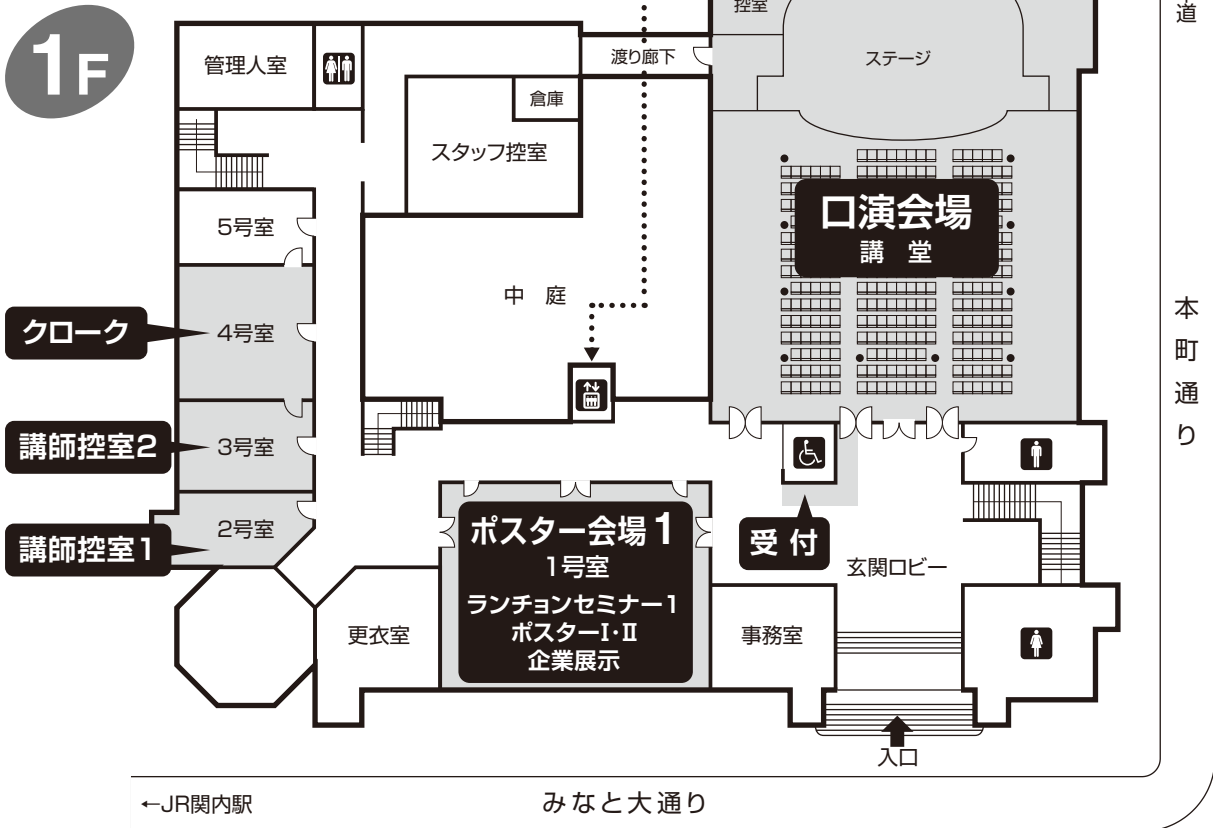 1F
控室
道
管理人室
渡り廊下
ステージ
倉庫
スタッフ控室
5号室
口演会場
講 堂
中 庭
クローク
4号室
本町通り
講師控室2
3号室
講師控室1
2号室
ポスター会場1
1号室
ランチョンセミナー1
ポスターI・II
企業展示
受付
玄関ロビー
更衣室
事務室
入口
←JR関内駅
みなと大通り